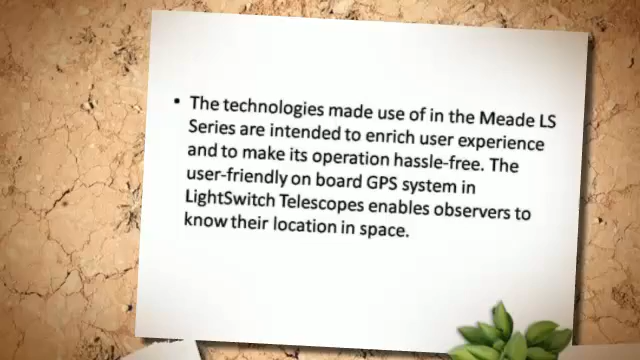 • The technologies made use of in the Meade LS
Series are intended to enrich user experience
and to make its operation hassle-free. The
user-friendly on board GPS system in
LightSwitch Telescopes enables observers to
know their location in space.